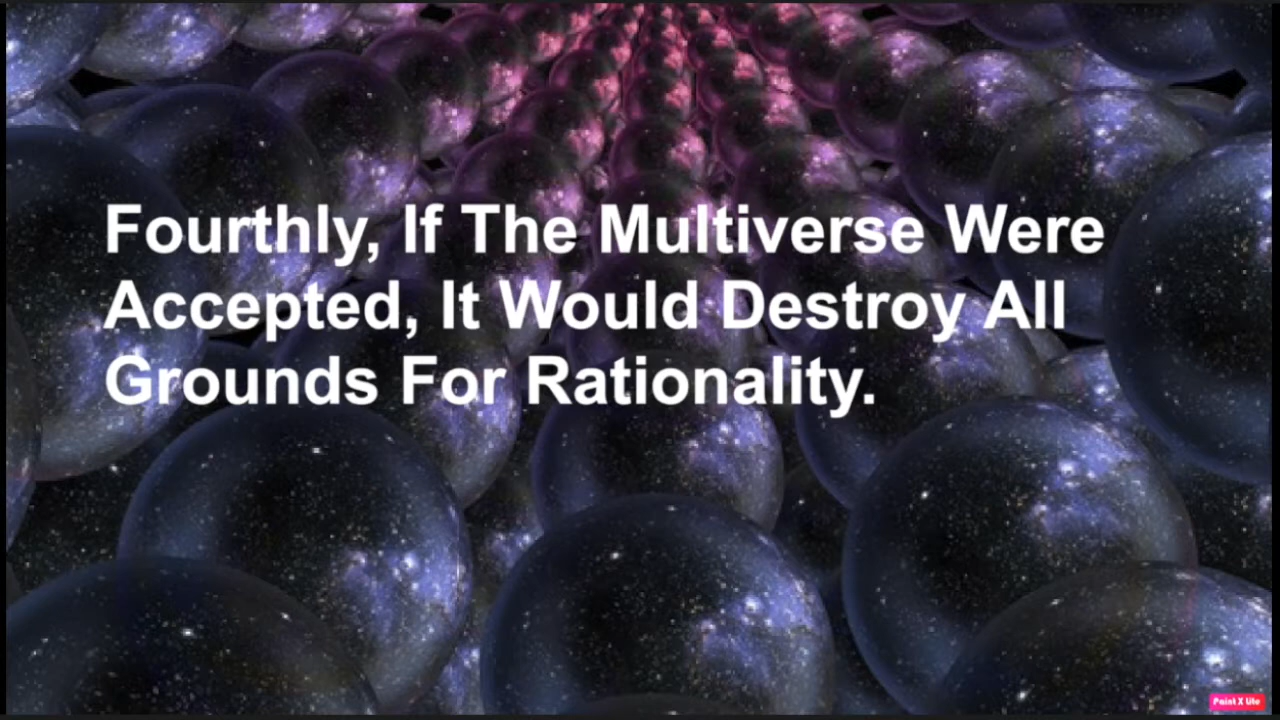 Fourthly, If The Multiverse Were
Accepted, It Would Destroy All
Grounds For Rationality.
Paint X Lite